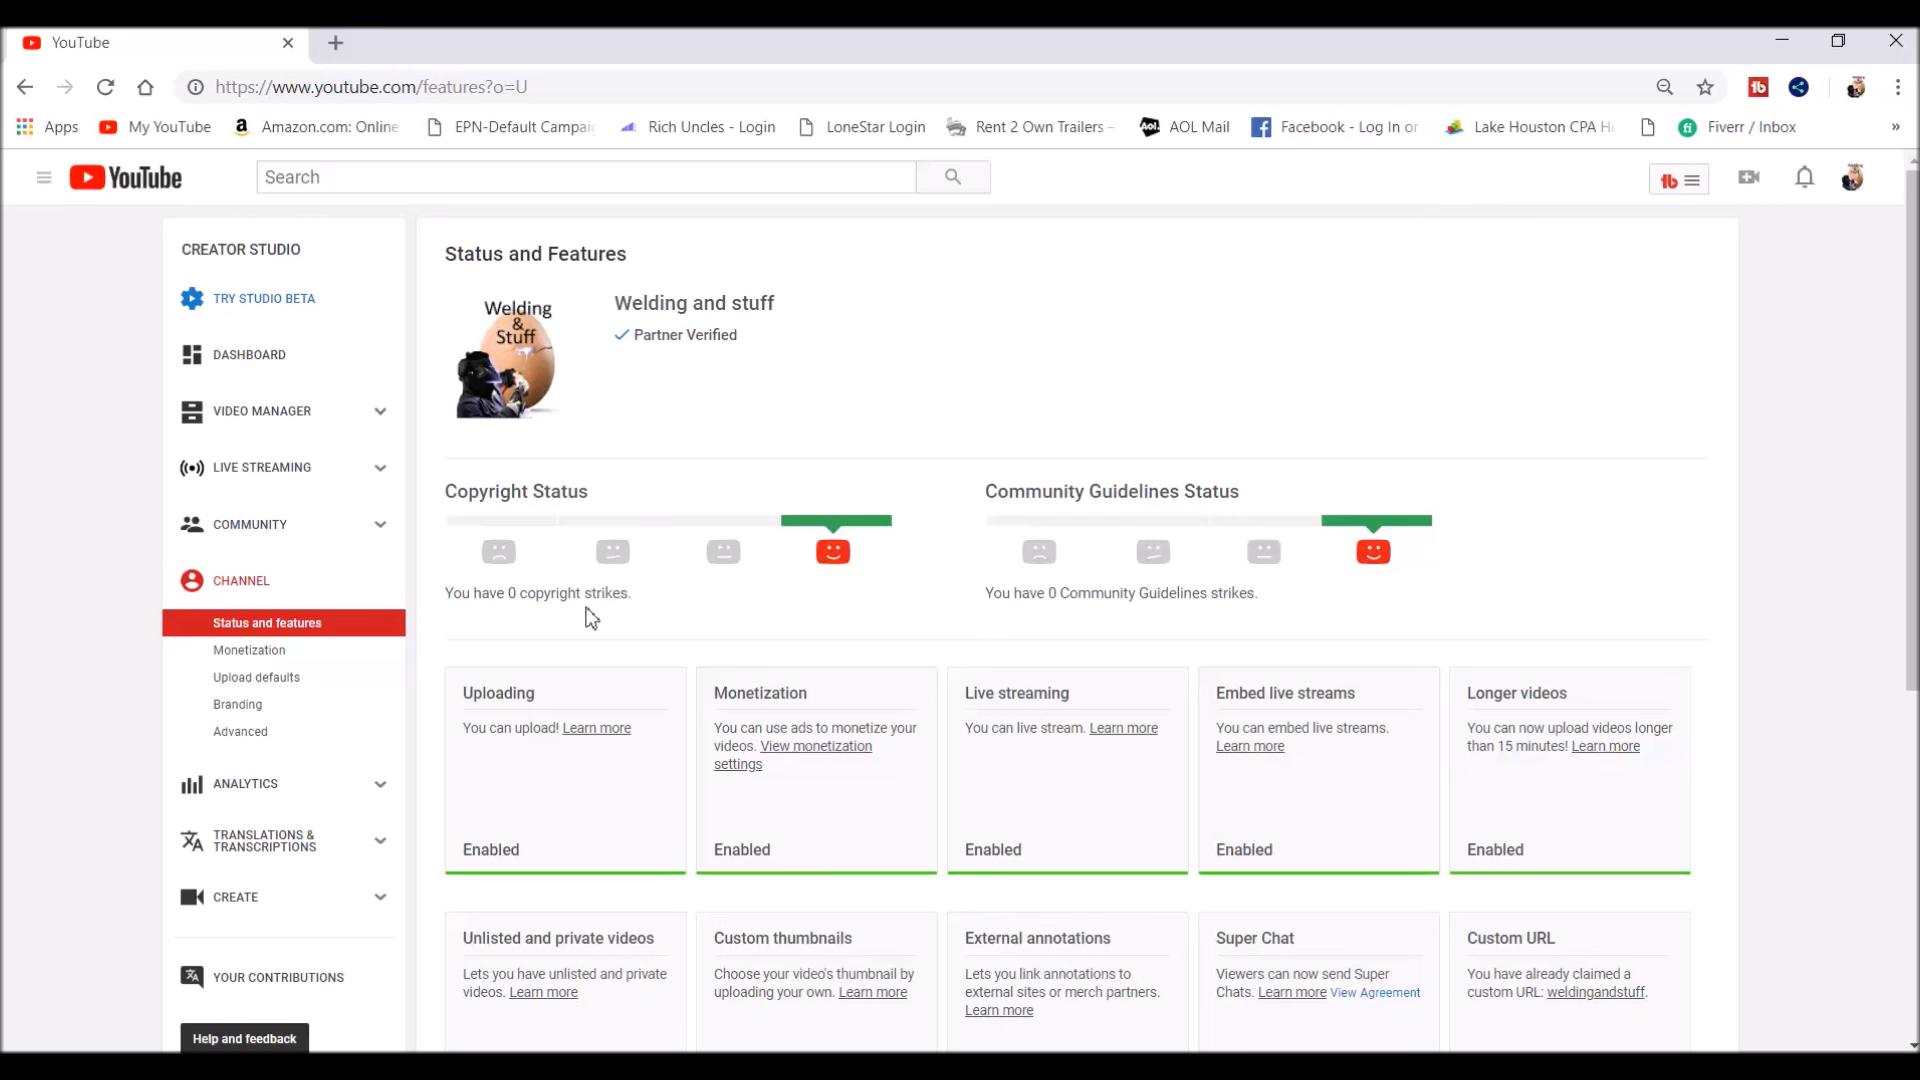 YouTube
https://www.youtube.com/features?o=U
Apps
My YouTube
Amazon.com: Online
EPN-Default Campai
Rich Uncles - Login
LoneStar Login
Rent 2 Own Trailers –
AOL Mail
Facebook - Log In or
Lake Houston CPA H
Fiverr / Inbox
YouTube
Search
CREATOR STUDIO
TRY STUDIO BETA
DASHBOARD
VIDEO MANAGER
LIVE STREAMING
COMMUNITY
CHANNEL
Status and features
Monetization
Upload defaults
Branding
Advanced
ANALYTICS
TRANSLATIONS &
TRANSCRIPTIONS
CREATE
YOUR CONTRIBUTIONS
Help and feedback
Status and Features
Welding
&
Stuff
Welding and stuff
Partner Verified
Copyright Status
You have 0 copyright strikes.
Community Guidelines Status
You have 0 Community Guidelines strikes.
Uploading
You can upload! Learn more
Enabled
Monetization
You can use ads to monetize your
videos. View monetization
settings
Enabled
Live streaming
You can live stream. Learn more
Enabled
Embed live streams
You can embed live streams.
Learn more
Enabled
Longer videos
You can now upload videos longer
than 15 minutes! Learn more
Enabled
Unlisted and private videos
Lets you have unlisted and private
videos. Learn more
Custom thumbnails
Choose your video's thumbnail by
uploading your own. Learn more
External annotations
Lets you link annotations to
external sites or merch partners.
Learn more
Super Chat
Viewers can now send Super
Chats. Learn more View Agreement
Custom URL
You have already claimed a
custom URL: weldingandstuff.